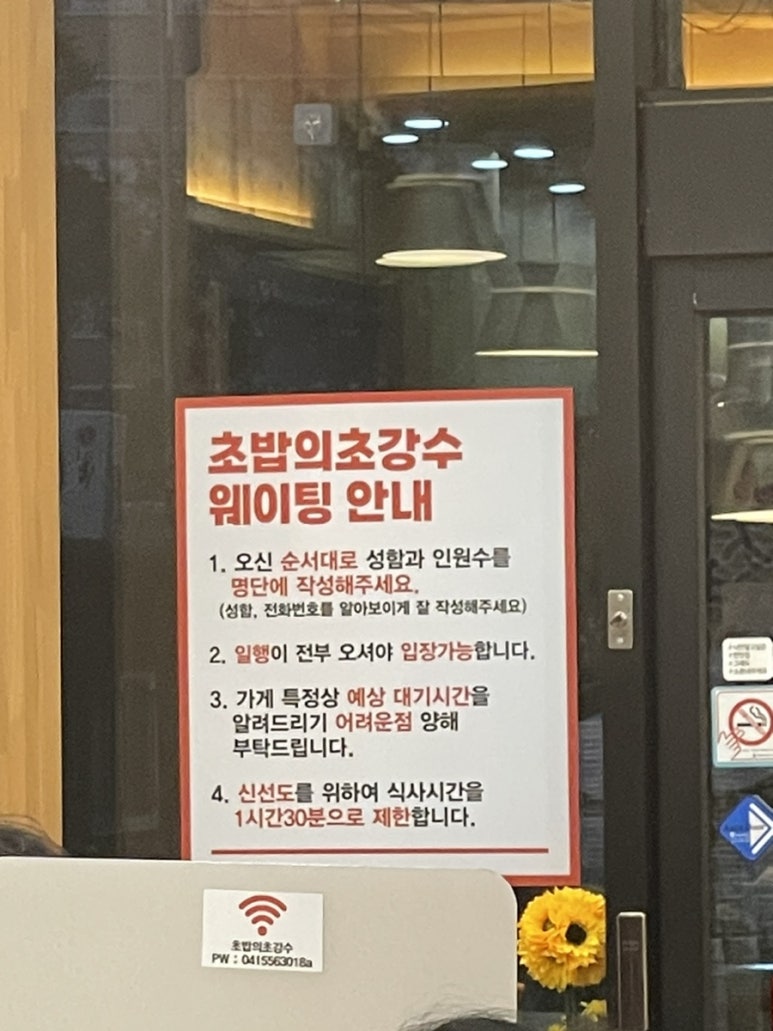 초밥의초강수
웨이팅 안내
1. 오신 순서대로 성함과 인원수를
명단에 작성해주세요.
(성함, 전화번호를 알아보이게 잘 작성해주세요)
2. 일행이 전부 오셔야 입장가능합니다.
3. 가게 특정상 예상 대기시간을
알려드리기 어려운점 양해
부탁드립니다.
4. 신선도를 위하여 식사시간을
1시간30분으로 제한합니다.
초밥의초강수
PW : 0415563018a